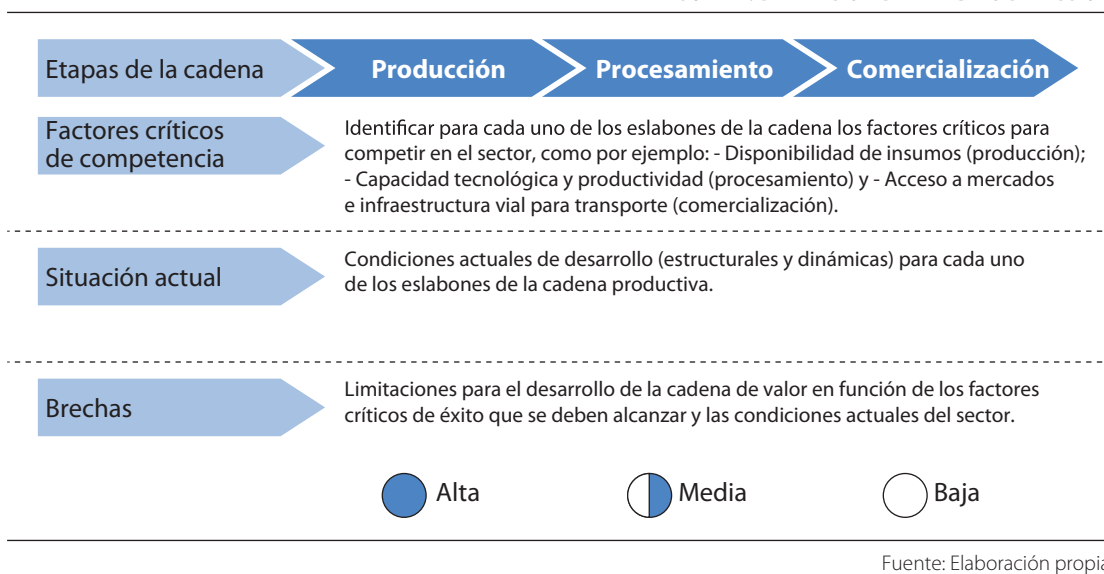 Etapas de la cadena
Producción
Procesamiento
Comercialización
Factores críticos
de competencia
Identificar para cada uno de los eslabones de la cadena los factores críticos para
competir en el sector, como por ejemplo: - Disponibilidad de insumos (producción);
- Capacidad tecnológica y productividad (procesamiento) y - Acceso a mercados
e infraestructura vial para transporte (comercialización).
Situación actual
Condiciones actuales de desarrollo (estructurales y dinámicas) para cada uno
de los eslabones de la cadena productiva.
Brechas
Limitaciones para el desarrollo de la cadena de valor en función de los factores
críticos de éxito que se deben alcanzar y las condiciones actuales del sector.
Alta
Media
Baja
Fuente: Elaboración propia